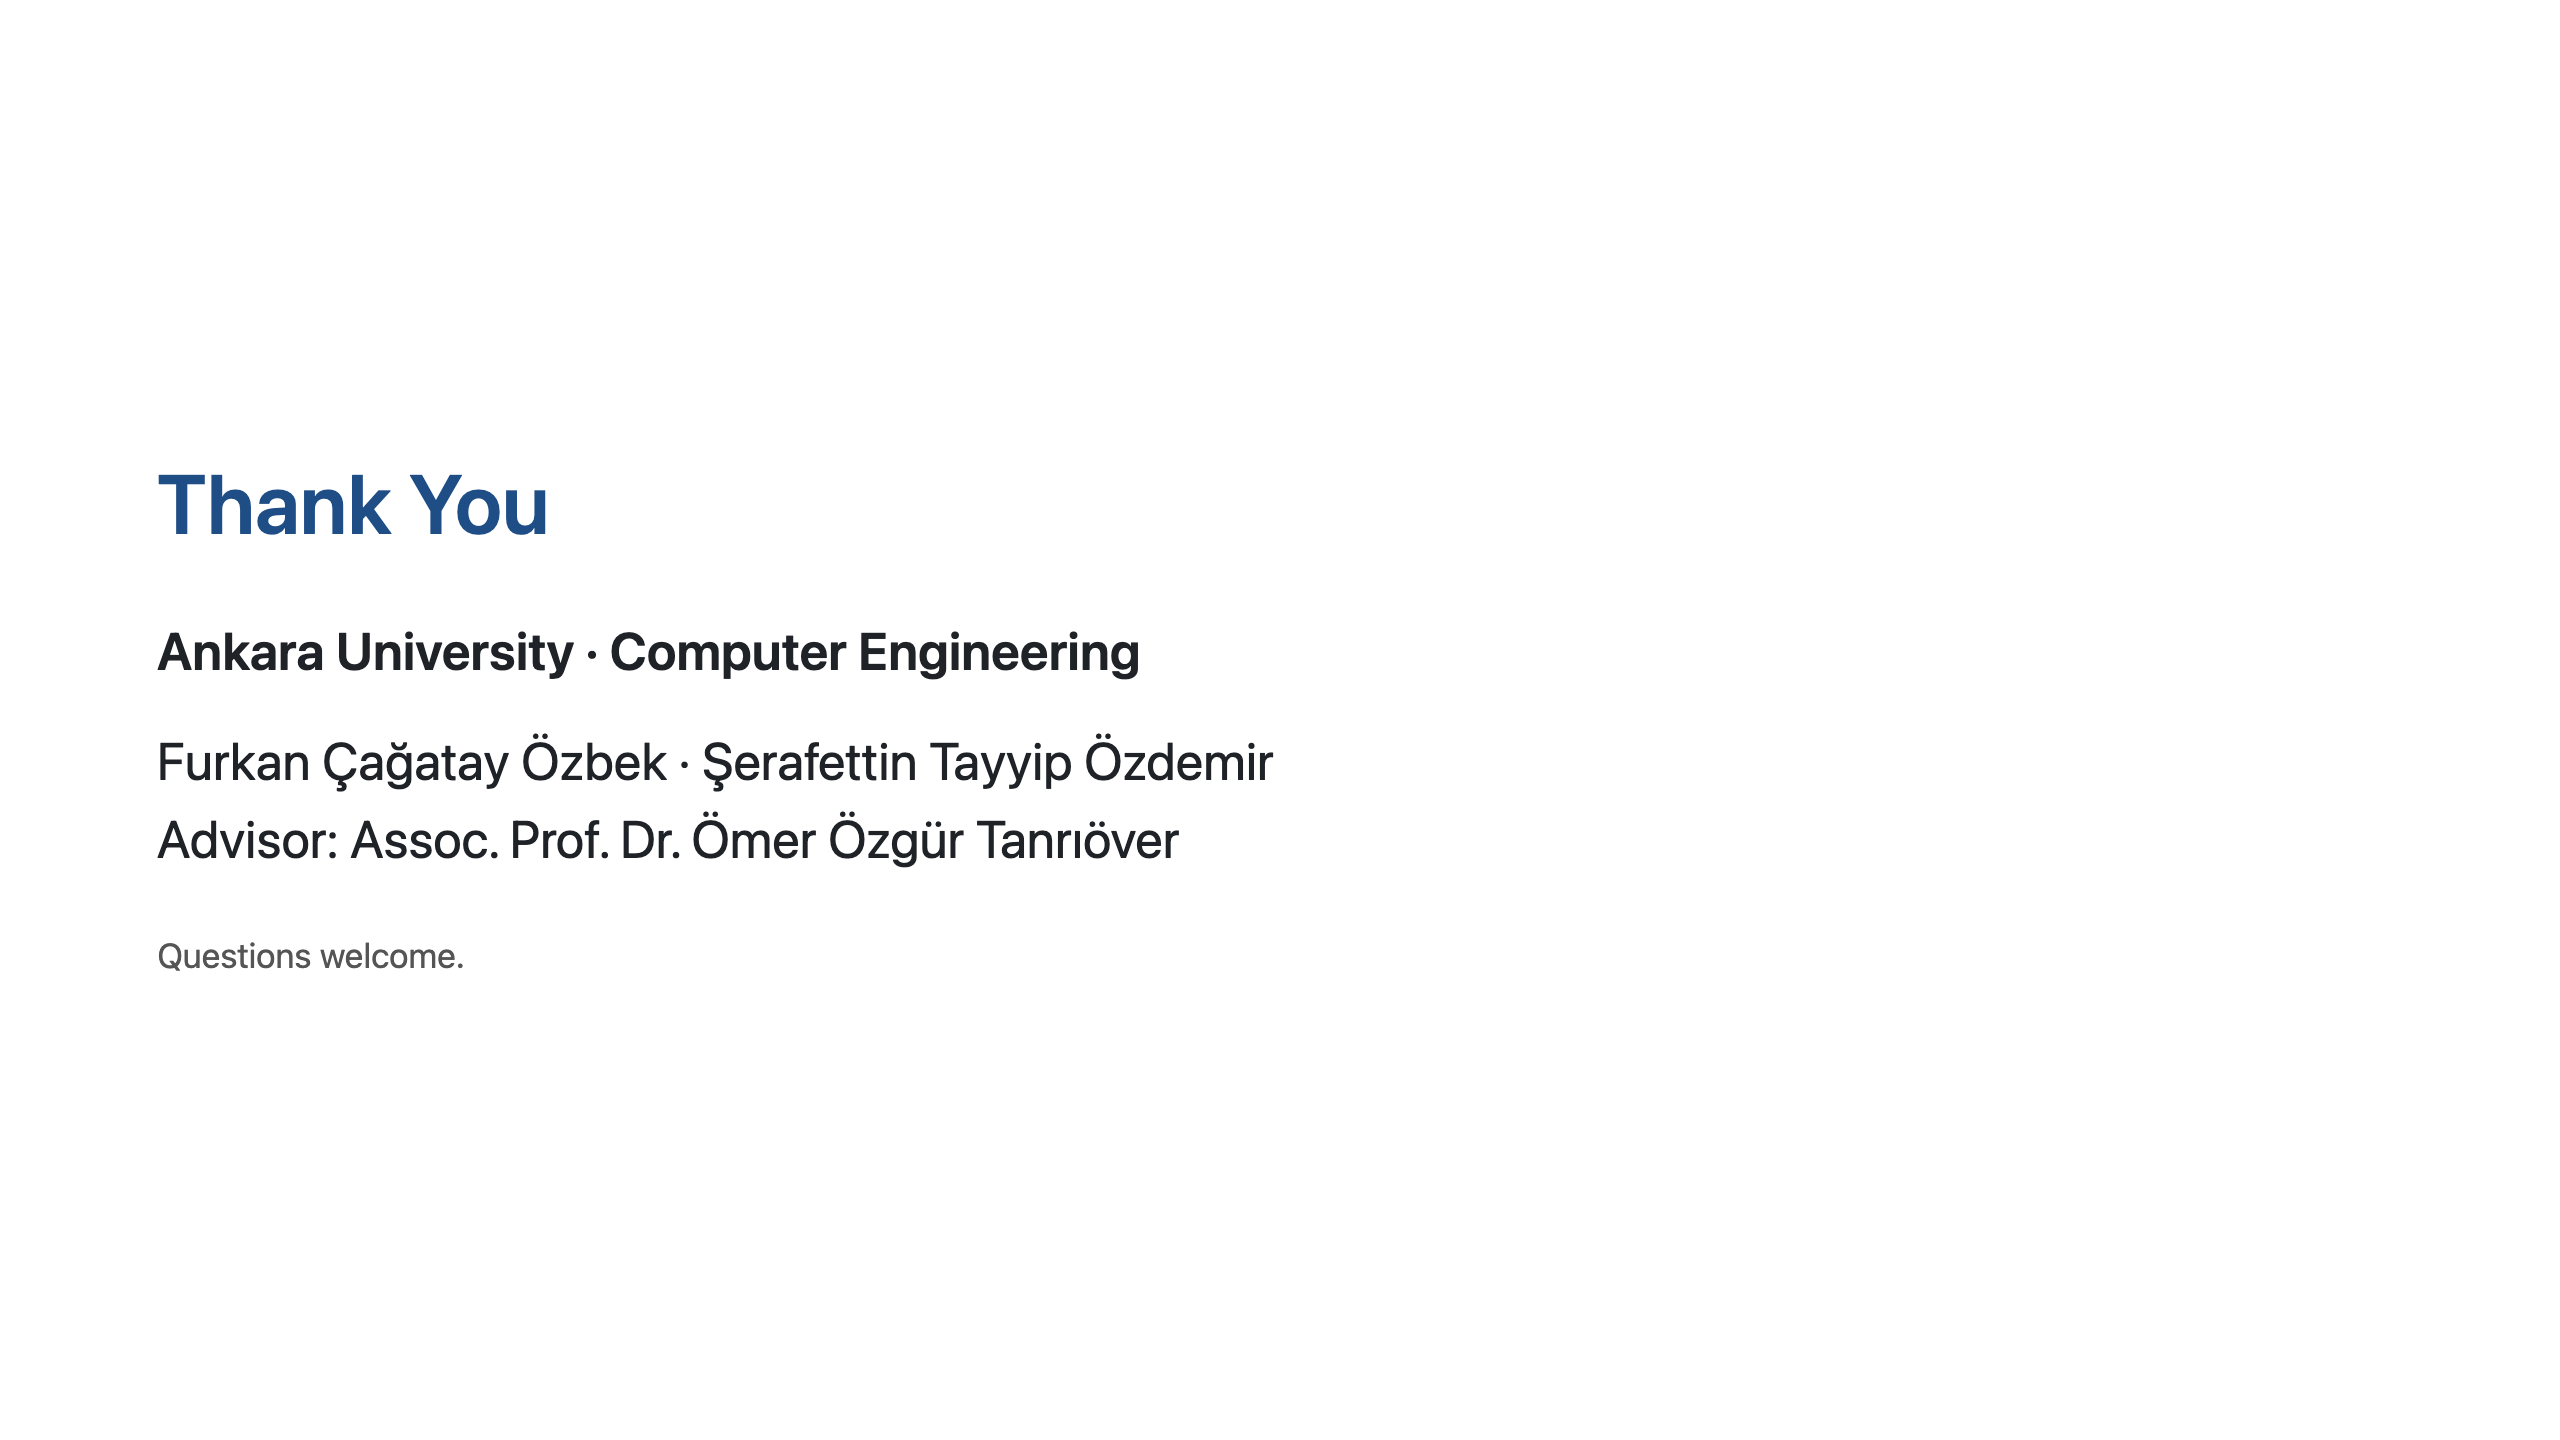 Thank You
Ankara University · Computer Engineering
Furkan Çağatay Özbek · Şerafettin Tayyip Özdemir
Advisor: Assoc. Prof. Dr. Ömer Özgür Tanrıöver
Questions welcome.